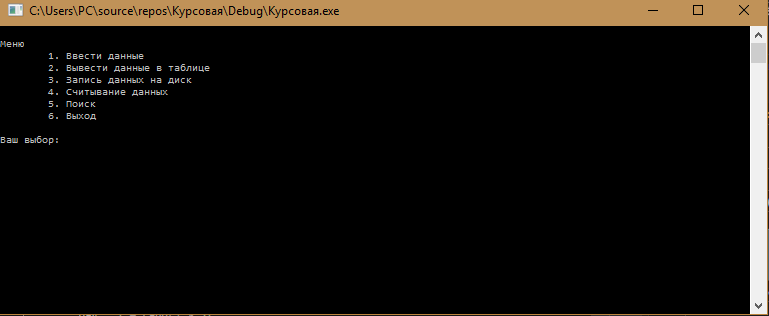 C:\Users\PC\source\repos\Курсовая\Debug\Курсовая.exe
Меню
1. Ввести данные
2. Вывести данные в таблице
3. Запись данных на диск
4. Считывание данных
5. Поиск
6. Выход
Ваш выбор: